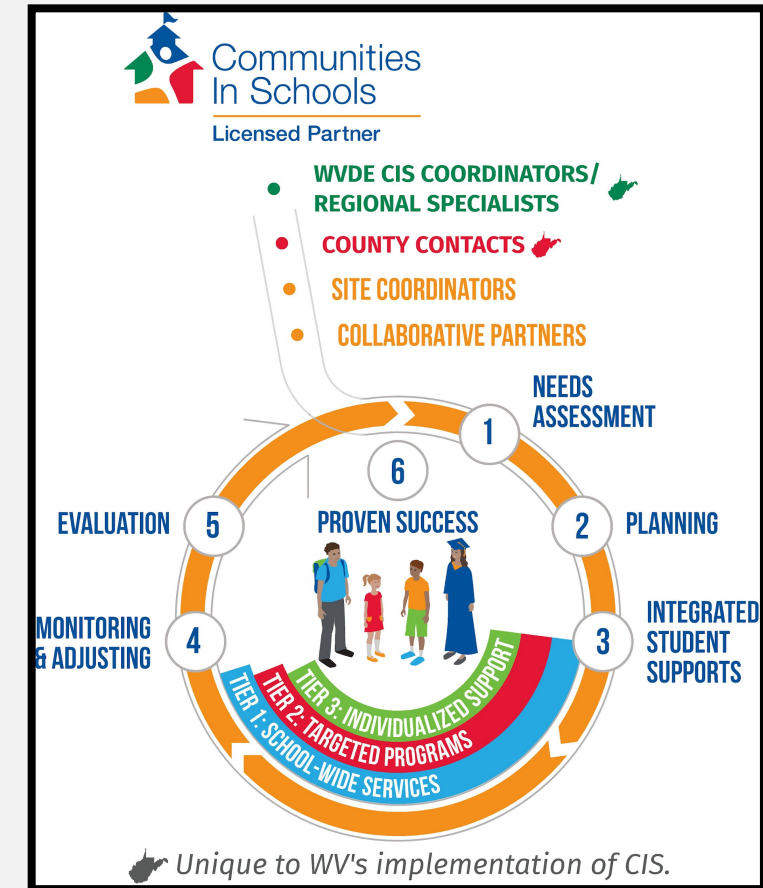 Communities
In Schools
Licensed Partner
WVDE CIS COORDINATORS/
REGIONAL SPECIALISTS
COUNTY CONTACTS
SITE COORDINATORS
COLLABORATIVE PARTNERS
NEEDS
ASSESSMENT
1
6
PROVEN SUCCESS
EVALUATION
5
2
PLANNING
MONITORING
& ADJUSTING
4
3
INTEGRATED
STUDENT
SUPPORTS
TIER 3: INDIVIDUALIZED SUPPORT
TIER 2: TARGETED PROGRAMS
TIER 1: SCHOOL-WIDE SERVICES
Unique to WV's implementation of CIS.